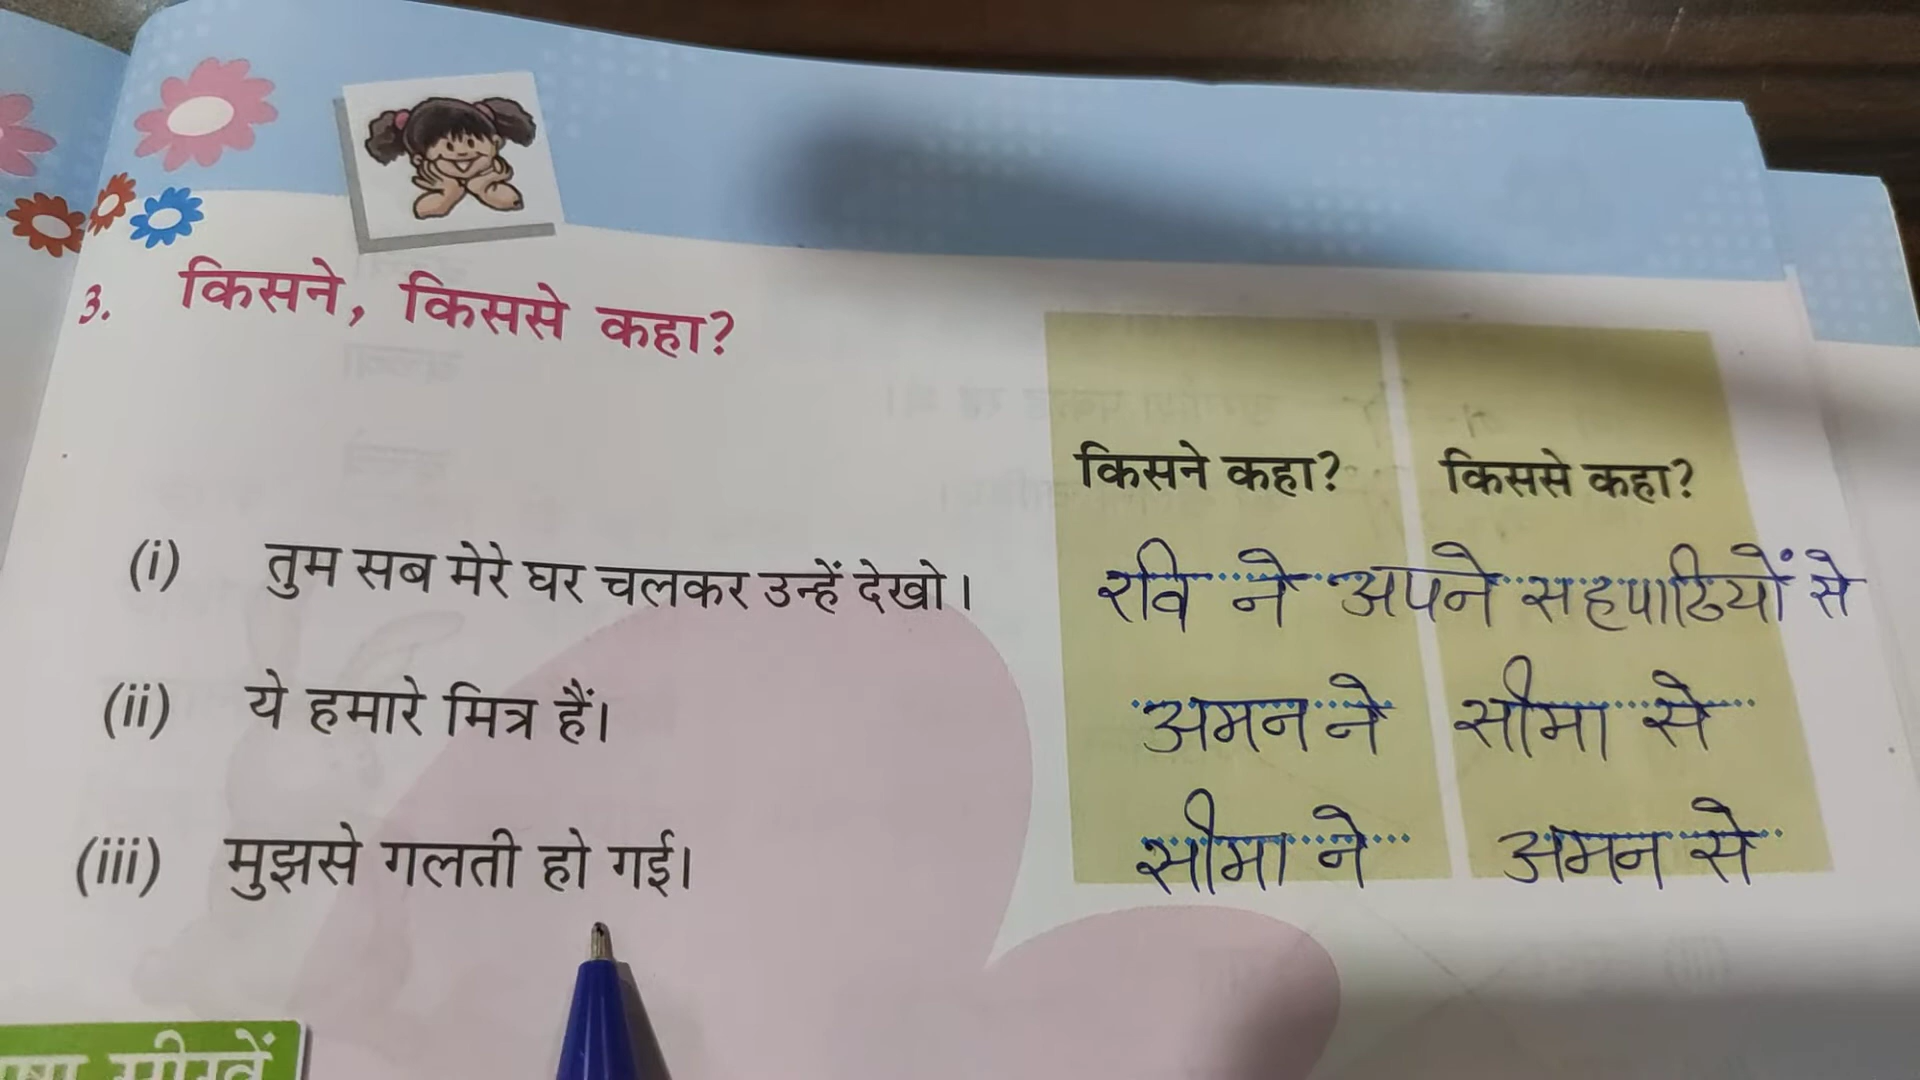 3. किसने, किससे कहा?
किसने कहा? किससे कहा?
(i) तुम सब मेरे घर चलकर उन्हें देखो। रवि ने अपने सहपाठियों से
(ii) ये हमारे मित्र हैं। अमन ने सीमा से
(iii) मुझसे गलती हो गई। सीमा ने अमन से
सीखें